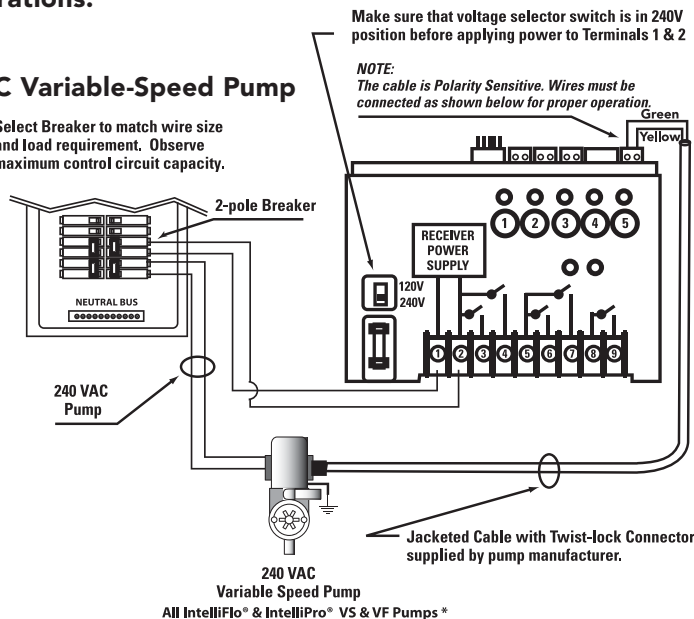 rations.
Make sure that voltage selector switch is in 240V
position before applying power to Terminals 1 & 2
C Variable-Speed Pump
NOTE:
The cable is Polarity Sensitive. Wires must be
connected as shown below for proper operation.
Select Breaker to match wire size
and load requirement. Observe
maximum control circuit capacity.
Green
Yellow
2-pole Breaker
1 2 3 4 5
RECEIVER
POWER
SUPPLY
120V
240V
NEUTRAL BUS
1 2 3 4 5 6 7 8 9
240 VAC
Pump
Jacketed Cable with Twist-lock Connector
supplied by pump manufacturer.
240 VAC
Variable Speed Pump
All IntelliFlo® & IntelliPro® VS & VF Pumps *